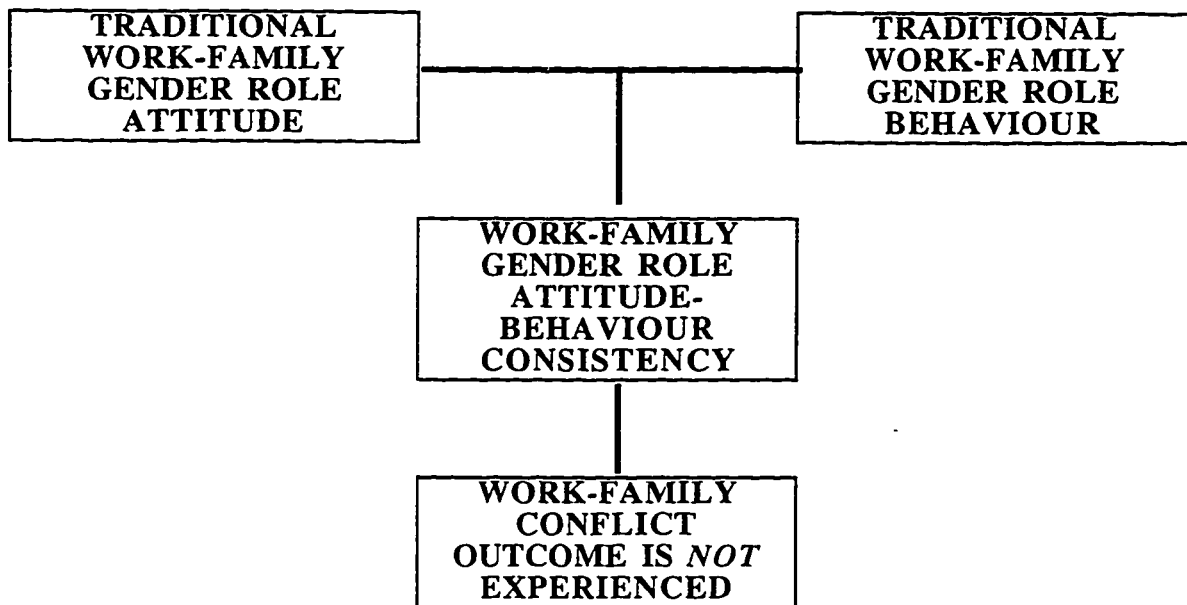 TRADITIONAL
WORK-FAMILY
GENDER ROLE
ATTITUDE
TRADITIONAL
WORK-FAMILY
GENDER ROLE
BEHAVIOUR
WORK-FAMILY
GENDER ROLE
ATTITUDE-
BEHAVIOUR
CONSISTENCY
WORK-FAMILY
CONFLICT
OUTCOME IS NOT
EXPERIENCED